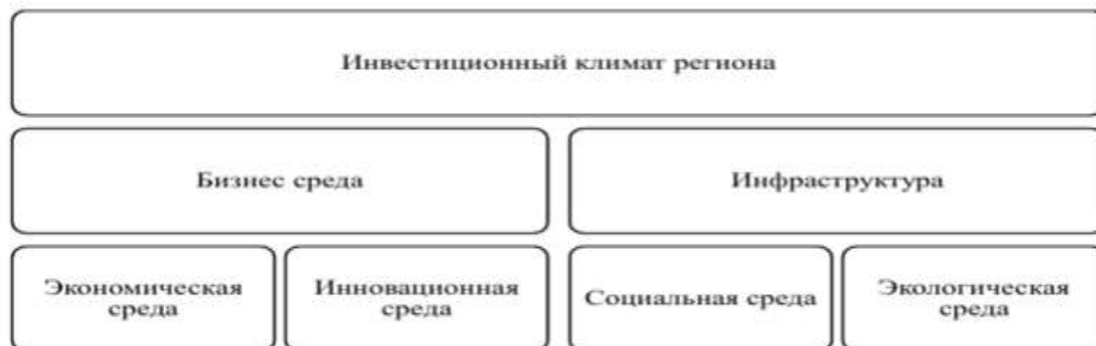 Инвестиционный климат региона
Бизнес среда
Инфраструктура
Экономическая
среда
Инновационная
среда
Социальная среда
Экологическая
среда